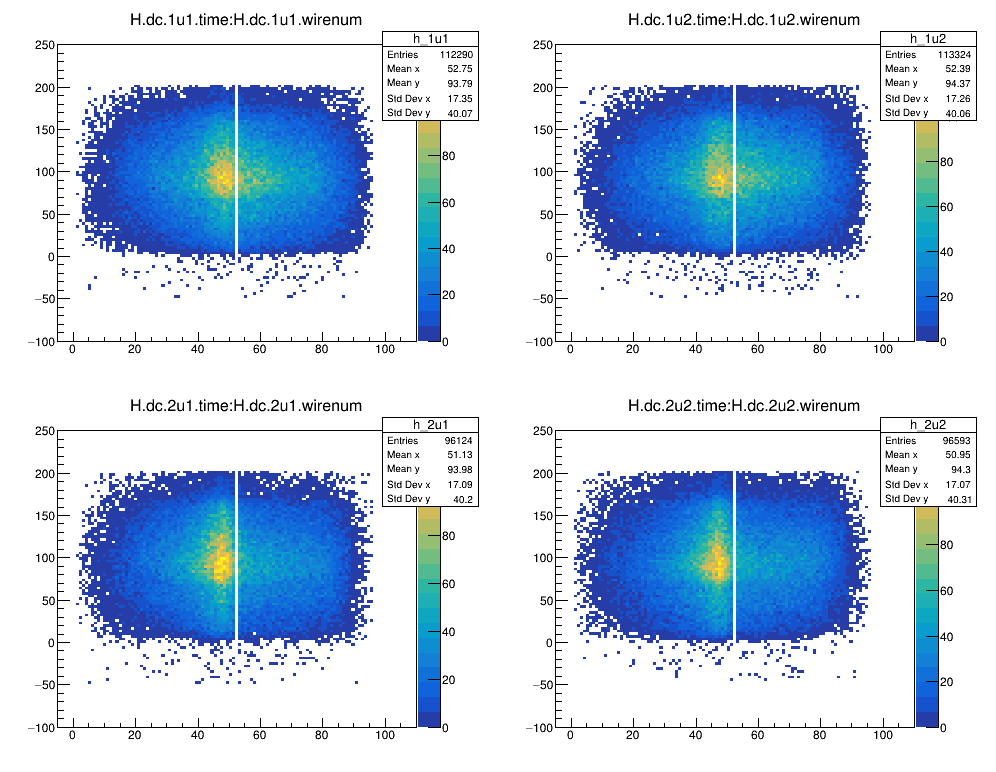 H.dc.1u1.time:H.dc.1u1.wirenum
h_1u1
Entries 112290
Mean x 52.75
Mean y 93.79
Std Dev x 17.35
Std Dev y 40.07
250
200
150
100
50
0
−50
−100
0 20 40 60 80 100
80
60
40
20
0
H.dc.1u2.time:H.dc.1u2.wirenum
h_1u2
Entries 113324
Mean x 52.39
Mean y 94.37
Std Dev x 17.26
Std Dev y 40.06
250
200
150
100
50
0
−50
−100
0 20 40 60 80 100
80
60
40
20
0
H.dc.2u1.time:H.dc.2u1.wirenum
h_2u1
Entries 96124
Mean x 51.13
Mean y 93.98
Std Dev x 17.09
Std Dev y 40.2
250
200
150
100
50
0
−50
−100
0 20 40 60 80 100
80
60
40
20
0
H.dc.2u2.time:H.dc.2u2.wirenum
h_2u2
Entries 96593
Mean x 50.95
Mean y 94.3
Std Dev x 17.07
Std Dev y 40.31
250
200
150
100
50
0
−50
−100
0 20 40 60 80 100
80
60
40
20
0